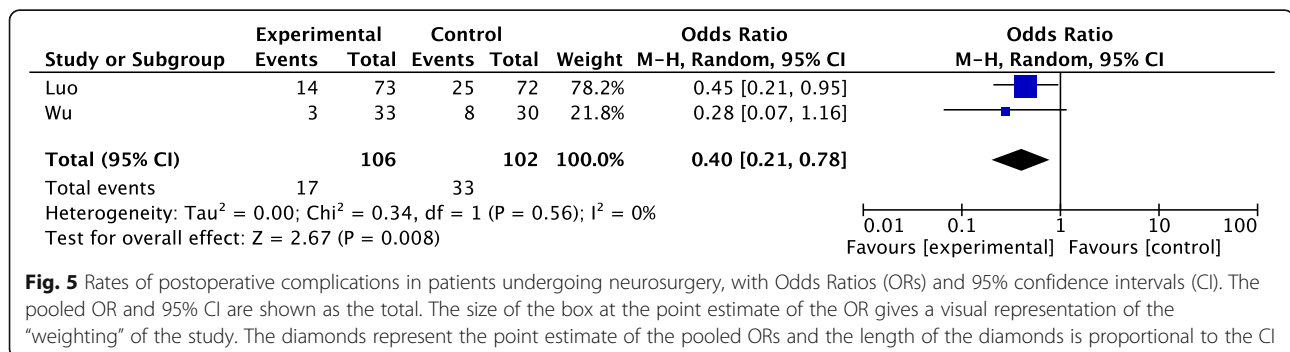 Experimental Control Odds Ratio Odds Ratio
Study or Subgroup Events Total Events Total Weight M-H, Random, 95% CI M-H, Random, 95% CI
Luo 14 73 25 72 78.2% 0.45 [0.21, 0.95]
Wu 3 33 8 30 21.8% 0.28 [0.07, 1.16]
Total (95% CI) 106 102 100.0% 0.40 [0.21, 0.78]
Total events 17 33
Heterogeneity: Tau² = 0.00; Chi² = 0.34, df = 1 (P = 0.56); I² = 0%
Test for overall effect: Z = 2.67 (P = 0.008)
0.01 0.1 1 10 100
Favours [experimental] Favours [control]
Fig. 5 Rates of postoperative complications in patients undergoing neurosurgery, with Odds Ratios (ORs) and 95% confidence intervals (CI). The
pooled OR and 95% CI are shown as the total. The size of the box at the point estimate of the OR gives a visual representation of the
“weighting” of the study. The diamonds represent the point estimate of the pooled ORs and the length of the diamonds is proportional to the CI